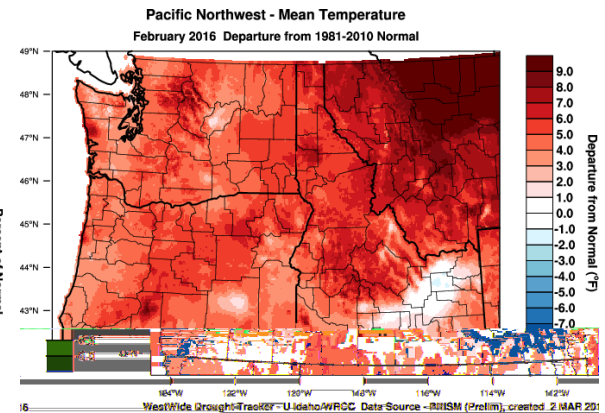 Pacific Northwest - Mean Temperature
February 2016 Departure from 1981-2010 Normal
49°N
48°N
47°N
46°N
45°N
44°N
43°N
9.0
8.0
7.0
6.0
5.0
4.0
3.0
2.0
1.0
0.0
-1.0
-2.0
-3.0
-4.0
-5.0
-6.0
-7.0
Departure from Normal (°F)
122°W
120°W
118°W
116°W
114°W
112°W
WestWide Drought Tracker - U Idaho/WRCC Data Source - PRISM (Prelim), created 2 MAR 201